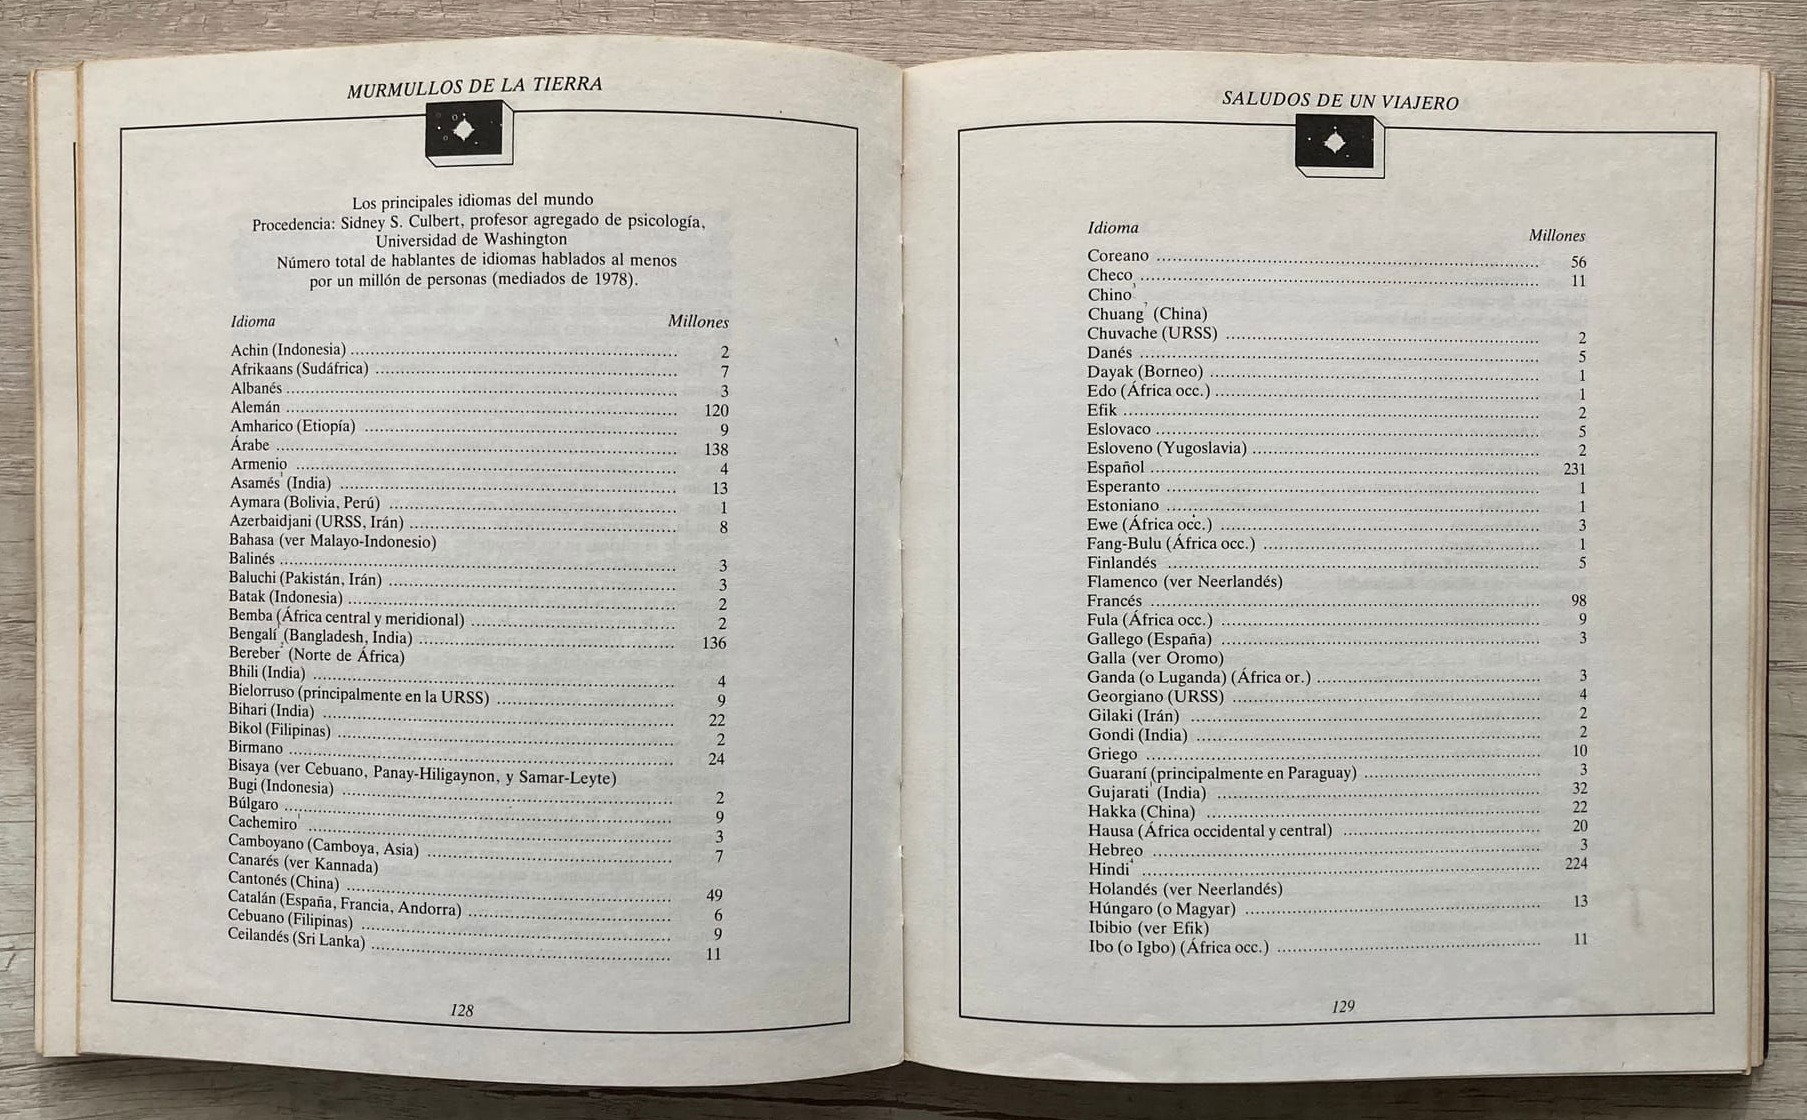 MURMULLOS DE LA TIERRA
Los principales idiomas del mundo
Procedencia: Sidney S. Culbert, profesor agregado de psicología,
Universidad de Washington
Número total de hablantes de idiomas hablados al menos
por un millón de personas (mediados de 1978).
Idioma Millones
Achin (Indonesia) 2
Afrikaans (Sudáfrica) 7
Albanés 3
Alemán 120
Amharico (Etiopía) 9
Árabe 138
Armenio 4
Asamés¹ (India) 13
Aymara (Bolivia, Perú) 1
Azerbaidjani (URSS, Irán) 8
Bahasa (ver Malayo-Indonesio)
Balinés 3
Baluchi (Pakistán, Irán) 3
Batak (Indonesia) 2
Bemba (África central y meridional) 2
Bengalí¹ (Bangladesh, India) 136
Bereber² (Norte de África)
Bhili (India) 4
Bielorruso (principalmente en la URSS) 9
Bihari (India) 22
Bikol (Filipinas) 2
Birmano 24
Bisaya (ver Cebuano, Panay-Hiligaynon, y Samar-Leyte)
Bugi (Indonesia) 2
Búlgaro 9
Cachemiro¹ 3
Camboyano (Camboya, Asia) 7
Canarés (ver Kannada)
Cantonés (China) 49
Catalán (España, Francia, Andorra) 6
Cebuano (Filipinas) 9
Ceilandés (Sri Lanka) 11
128
SALUDOS DE UN VIAJERO
Idioma Millones
Coreano 56
Checo 11
Chino³
Chuang⁷ (China)
Chuvache (URSS) 2
Danés 5
Dayak (Borneo) 1
Edo (África occ.) 1
Efik 2
Eslovaco 5
Esloveno (Yugoslavia) 2
Español 231
Esperanto 1
Estoniano 1
Ewe (África occ.) 3
Fang-Bulu (África occ.) 1
Finlandés 5
Flamenco (ver Neerlandés)
Francés 98
Fula (África occ.) 9
Gallego (España) 3
Galla (ver Oromo)
Ganda (o Luganda) (África or.) 3
Georgiano (URSS) 4
Gilaki (Irán) 2
Gondi (India) 2
Griego 10
Guaraní (principalmente en Paraguay) 3
Gujarati¹ (India) 32
Hakka (China) 22
Hausa (África occidental y central) 20
Hebreo 3
Hindi⁴ 224
Holandés (ver Neerlandés)
Húngaro (o Magyar) 13
Ibibio (ver Efik)
Ibo (o Igbo) (África occ.) 11
129